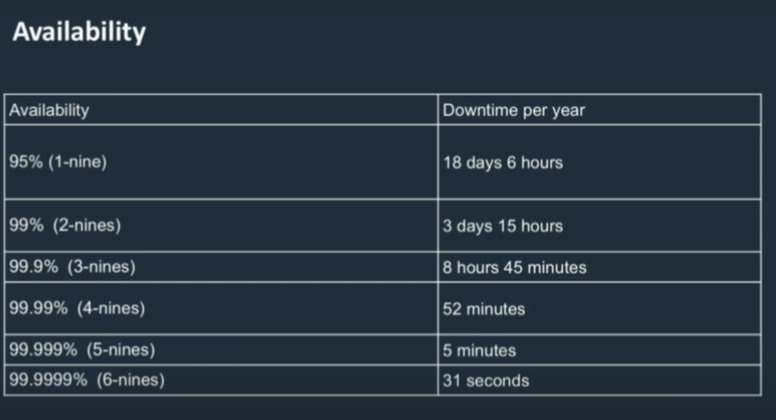 Availability
Availability Downtime per year
95% (1-nine) 18 days 6 hours
99% (2-nines) 3 days 15 hours
99.9% (3-nines) 8 hours 45 minutes
99.99% (4-nines) 52 minutes
99.999% (5-nines) 5 minutes
99.9999% (6-nines) 31 seconds